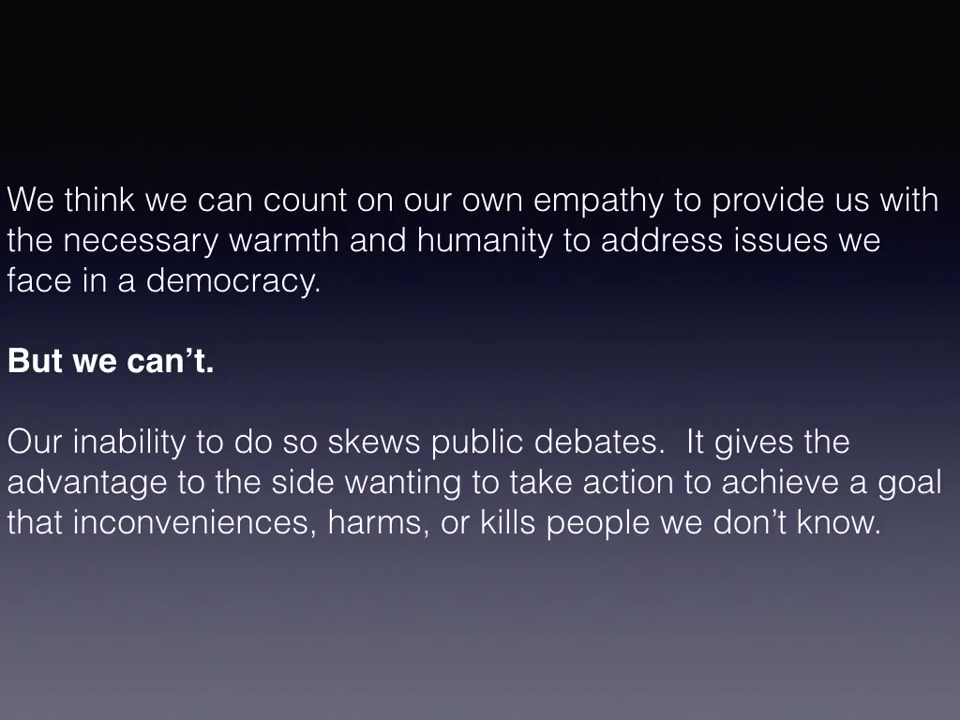 We think we can count on our own empathy to provide us with
the necessary warmth and humanity to address issues we
face in a democracy.
But we can’t.
Our inability to do so skews public debates.  It gives the
advantage to the side wanting to take action to achieve a goal
that inconveniences, harms, or kills people we don’t know.